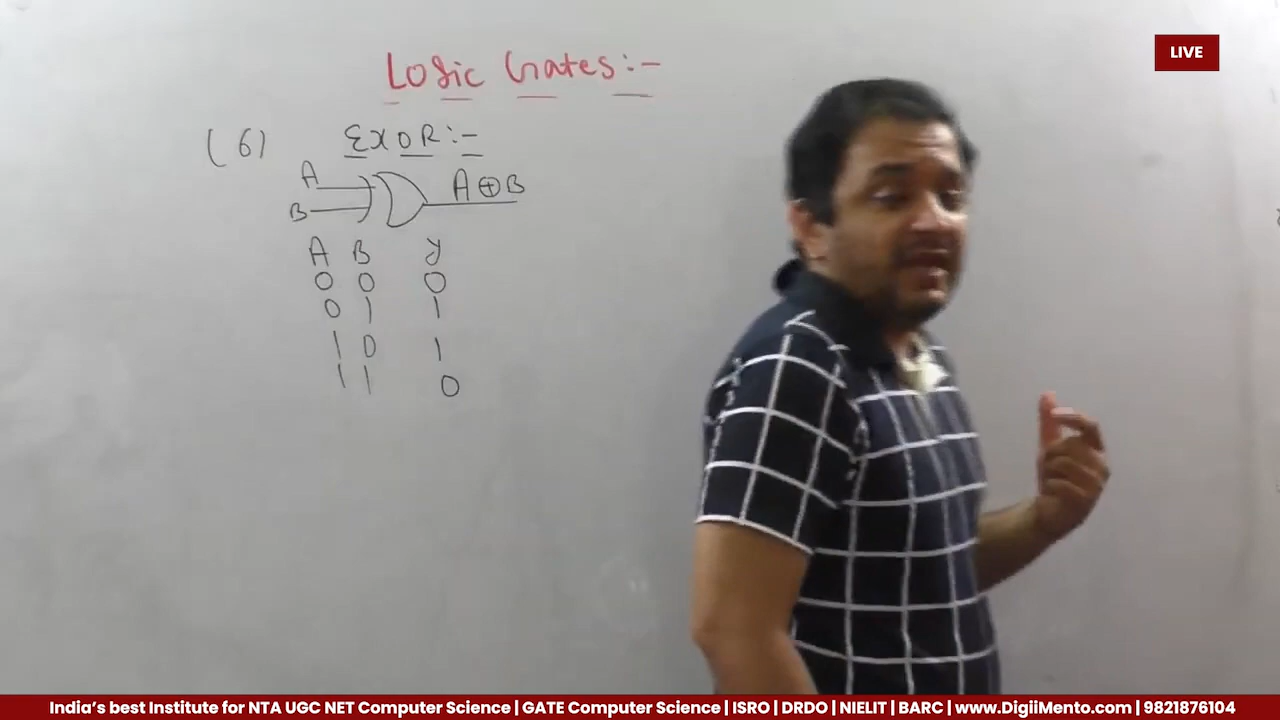 LIVE
Logic Gates:-
(6) EXOR:-
A
B
A⊕B
A B y
0 0 0
0 1 1
1 0 1
1 1 0
India's best Institute for NTA UGC NET Computer Science | GATE Computer Science | ISRO | DRDO | NIELIT | BARC | www.DigiiMento.com | 9821876104